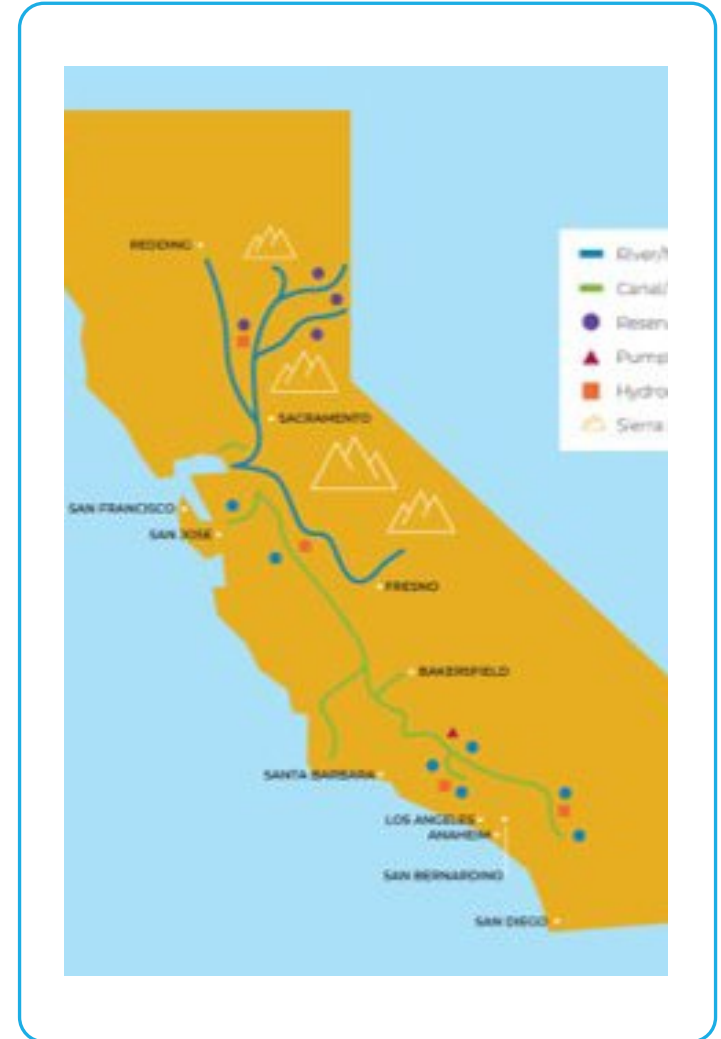 REDDING
River/
Canal/
Reserv
Pump
Hydro
Sierra
SACRAMENTO
SAN FRANCISCO
SAN JOSE
FRESNO
BAKERSFIELD
SANTA BARBARA
LOS ANGELES
ANAHEIM
SAN BERNARDINO
SAN DIEGO